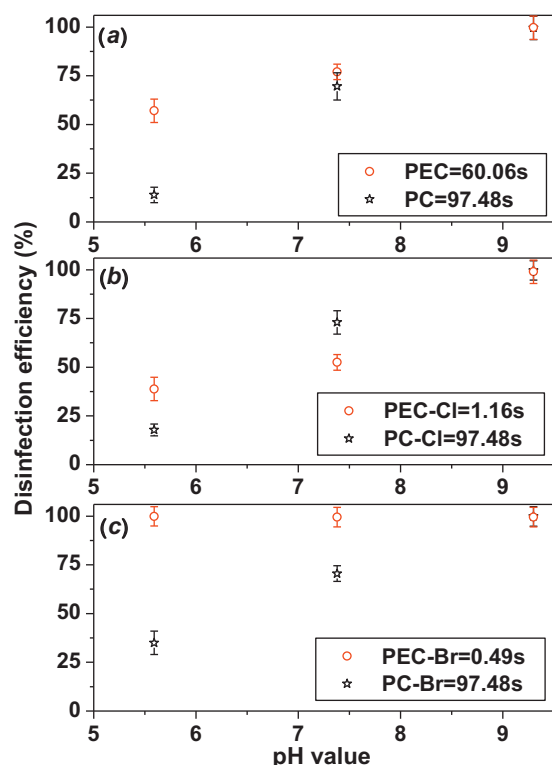 Disinfection efficiency (%)
(a)
100
75
50
25
0
PEC=60.06s
PC=97.48s
5 6 7 8 9
(b)
100
75
50
25
0
PEC-Cl=1.16s
PC-Cl=97.48s
5 6 7 8 9
(c)
100
75
50
25
0
PEC-Br=0.49s
PC-Br=97.48s
5 6 7 8 9
pH value